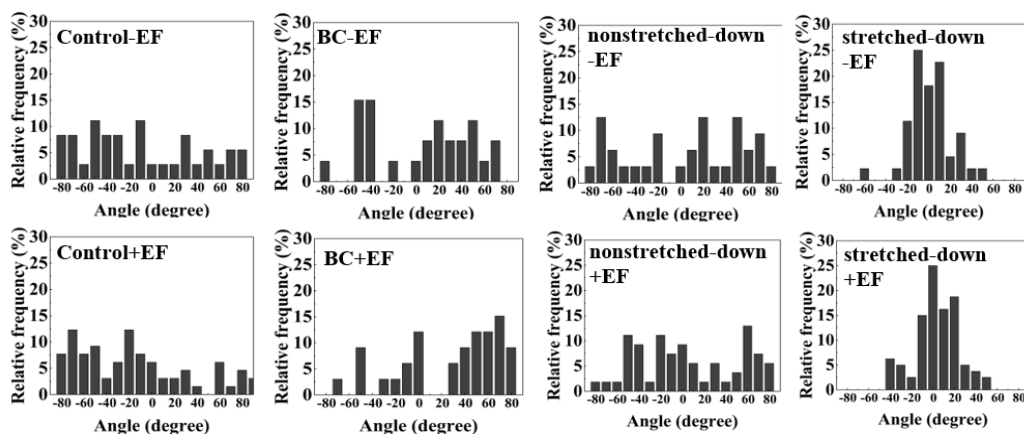 Relative frequency (%)
30
25
20
15
10
5
0
Control-EF
-80 -60 -40 -20 0 20 40 60 80
Angle (degree)
Relative frequency (%)
30
25
20
15
10
5
0
BC-EF
-80 -60 -40 -20 0 20 40 60 80
Angle (degree)
Relative frequency (%)
30
25
20
15
10
5
0
nonstretched-down
-EF
-80 -60 -40 -20 0 20 40 60 80
Angle (degree)
Relative frequency (%)
30
25
20
15
10
5
0
stretched-down
-EF
-80 -60 -40 -20 0 20 40 60 80
Angle (degree)
Relative frequency (%)
30
25
20
15
10
5
0
Control+EF
-80 -60 -40 -20 0 20 40 60 80
Angle (degree)
Relative frequency (%)
30
25
20
15
10
5
0
BC+EF
-80 -60 -40 -20 0 20 40 60 80
Angle (degree)
Relative frequency (%)
30
25
20
15
10
5
0
nonstretched-down
+EF
-80 -60 -40 -20 0 20 40 60 80
Angle (degree)
Relative frequency (%)
30
25
20
15
10
5
0
stretched-down
+EF
-80 -60 -40 -20 0 20 40 60 80
Angle (degree)